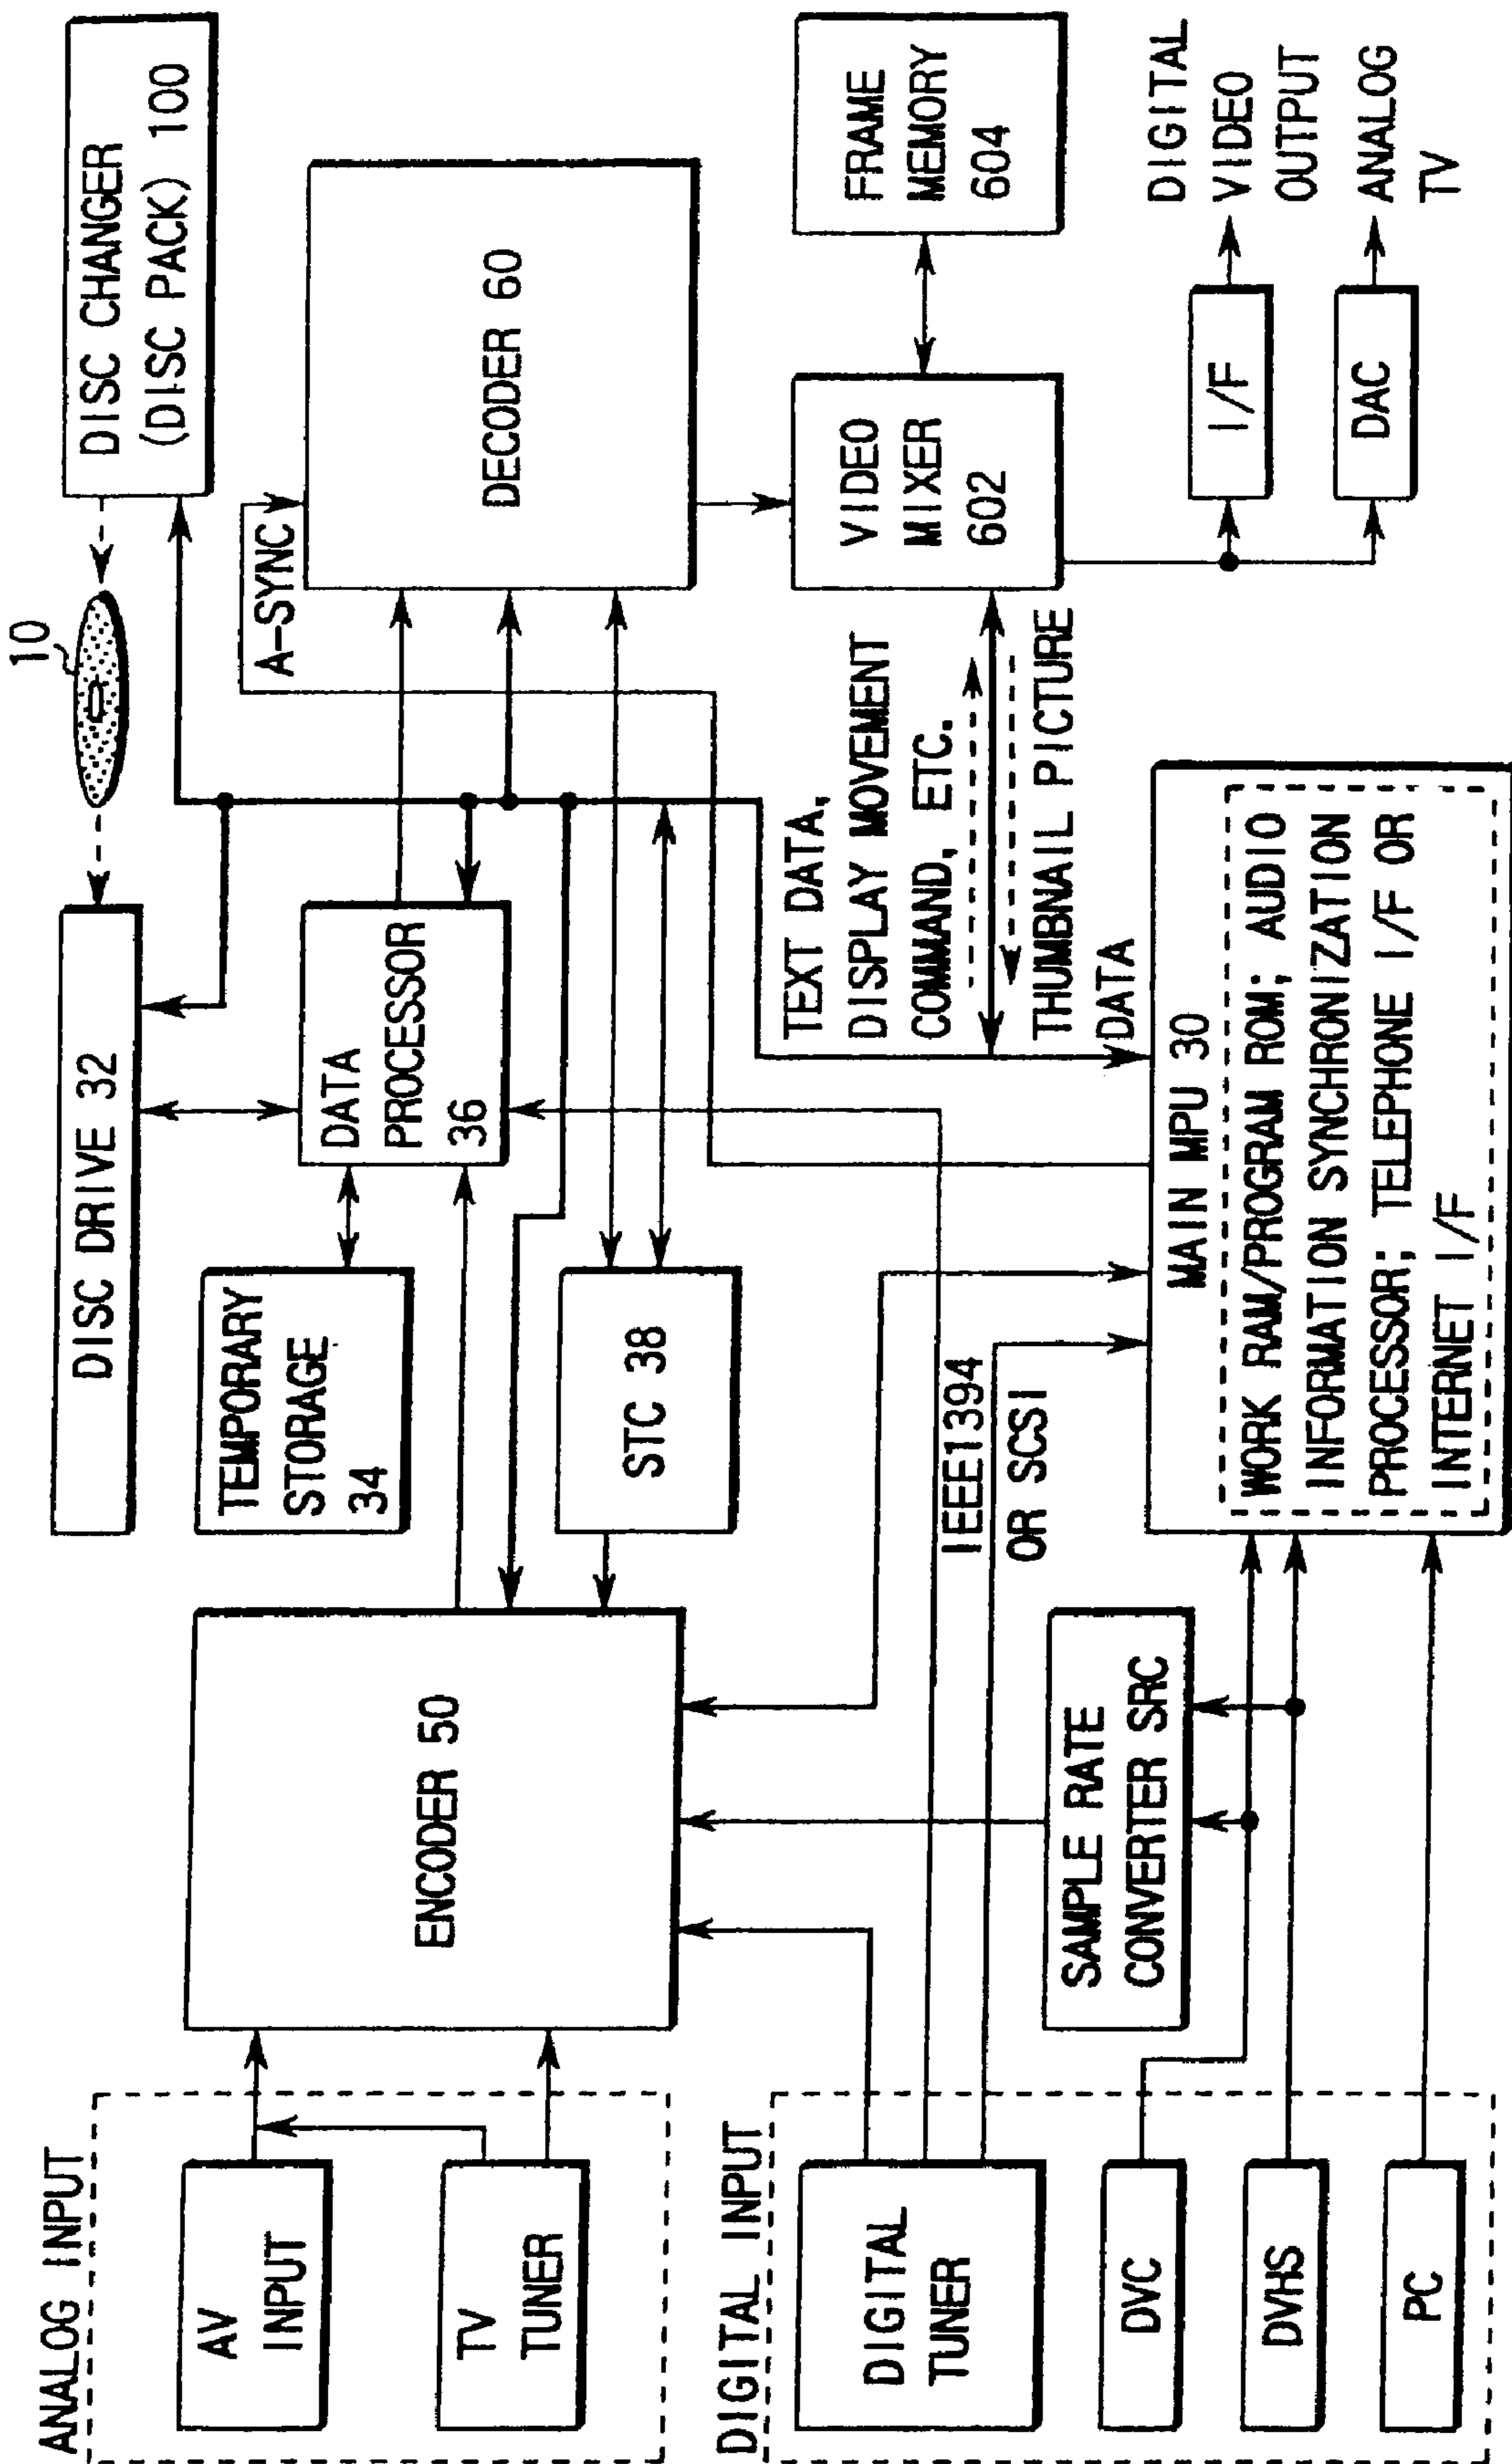 ANALOG INPUT
AV
INPUT
TV
TUNER
DIGITAL INPUT
DIGITAL
TUNER
DVC
DVHS
PC
ENCODER 50
SAMPLE RATE
CONVERTER SRC
IEEE1394
OR SCSI
DISC DRIVE 32
TEMPORARY
STORAGE
34
DATA
PROCESSOR
36
STC 38
10
DISC CHANGER
(DISC PACK) 100
A-SYNC
DECODER 60
TEXT DATA,
DISPLAY MOVEMENT
COMMAND, ETC.
THUMBNAIL PICTURE
DATA
VIDEO
MIXER
602
FRAME
MEMORY
604
I/F
DIGITAL
VIDEO
OUTPUT
DAC
ANALOG
TV
MAIN MPU 30
WORK RAM/PROGRAM ROM; AUDIO
INFORMATION SYNCHRONIZATION
PROCESSOR; TELEPHONE I/F OR
INTERNET I/F